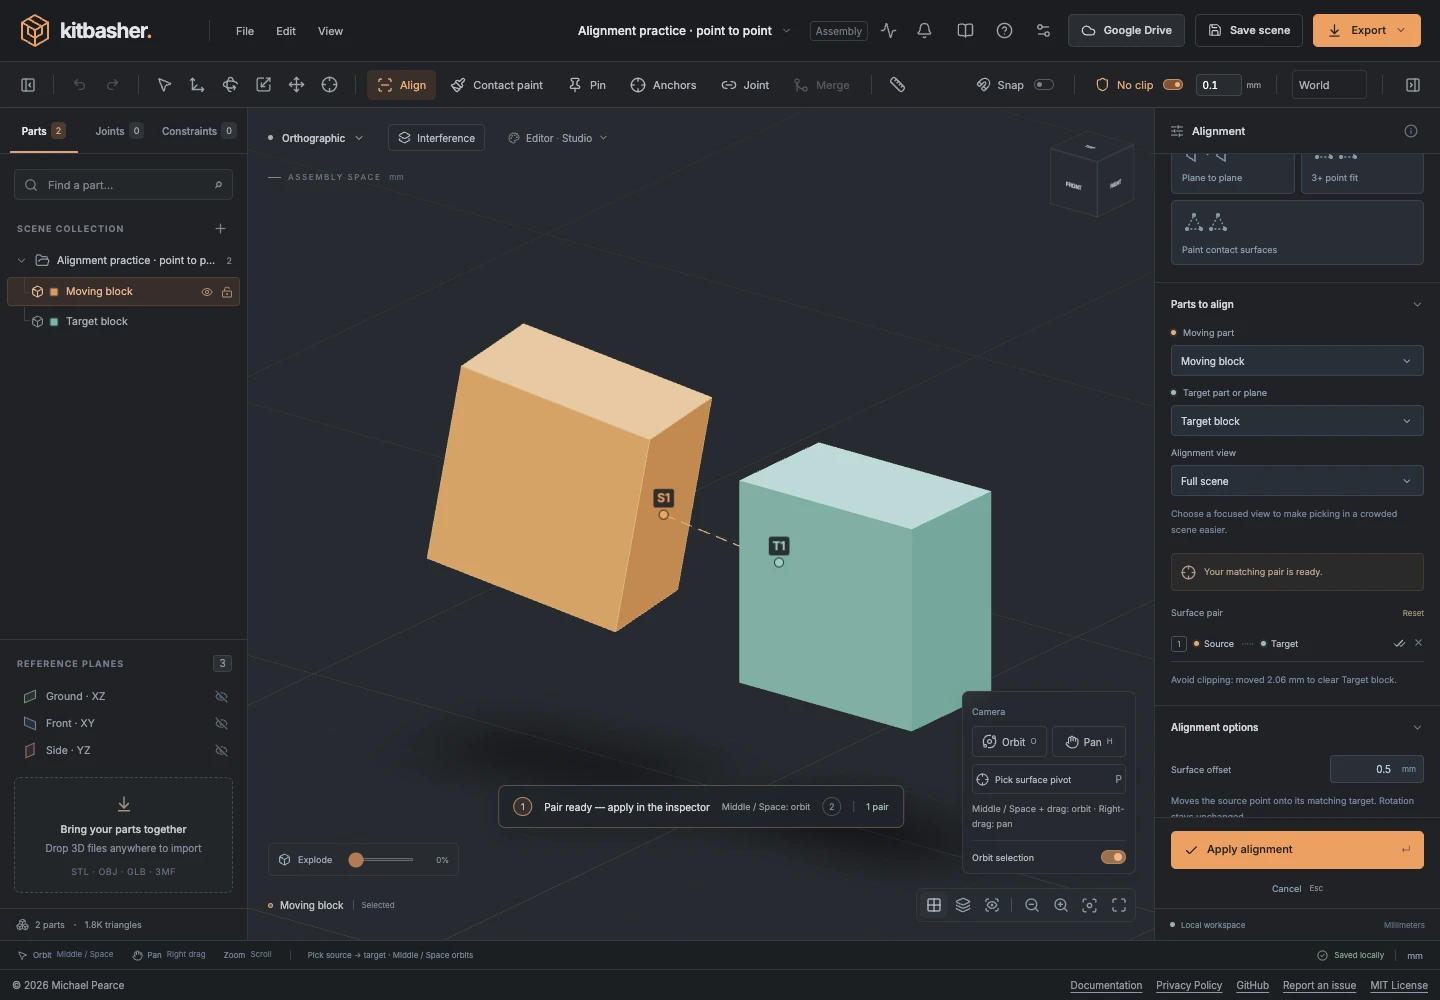 kitbasher.
File Edit View
Alignment practice · point to point
Assembly
Google Drive
Save scene
Export
Align
Contact paint
Pin
Anchors
Joint
Merge
Snap
No clip
0.1 mm
World
Parts 2
Joints 0
Constraints 0
Find a part...
SCENE COLLECTION
Alignment practice · point to p... 2
Moving block
Target block
REFERENCE PLANES 3
Ground · XZ
Front · XY
Side · YZ
Bring your parts together
Drop 3D files anywhere to import
STL · OBJ · GLB · 3MF
2 parts · 1.8K triangles
Orthographic
Interference
Editor · Studio
ASSEMBLY SPACE mm
FRONT
RIGHT
S1
T1
Camera
Orbit O
Pan H
Pick surface pivot P
Middle / Space + drag: orbit · Right-
drag: pan
Orbit selection
1 Pair ready — apply in the inspector Middle / Space: orbit 2 1 pair
Explode 0%
Moving block Selected
Alignment
Plane to plane
3+ point fit
Paint contact surfaces
Parts to align
Moving part
Moving block
Target part or plane
Target block
Alignment view
Full scene
Choose a focused view to make picking in a crowded
scene easier.
Your matching pair is ready.
Surface pair Reset
1 Source Target
Avoid clipping: moved 2.06 mm to clear Target block.
Alignment options
Surface offset 0.5 mm
Moves the source point onto its matching target. Rotation
stays unchanged
Apply alignment
Cancel Esc
Local workspace Millimeters
Orbit Middle / Space Pan Right drag Zoom Scroll Pick source → target · Middle / Space orbits
Saved locally mm
© 2026 Michael Pearce
Documentation Privacy Policy GitHub Report an issue MIT License